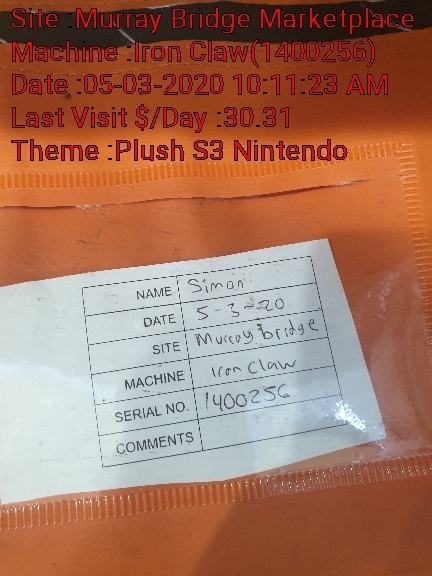 Site :Murray Bridge Marketplace
Machine :Iron Claw(1400256)
Date :05-03-2020 10:11:23 AM
Last Visit $/Day :30.31
Theme :Plush S3 Nintendo
NAME Simon
DATE 5-3-20
SITE Murray Bridge
MACHINE Iron Claw
SERIAL NO. 1400256
COMMENTS